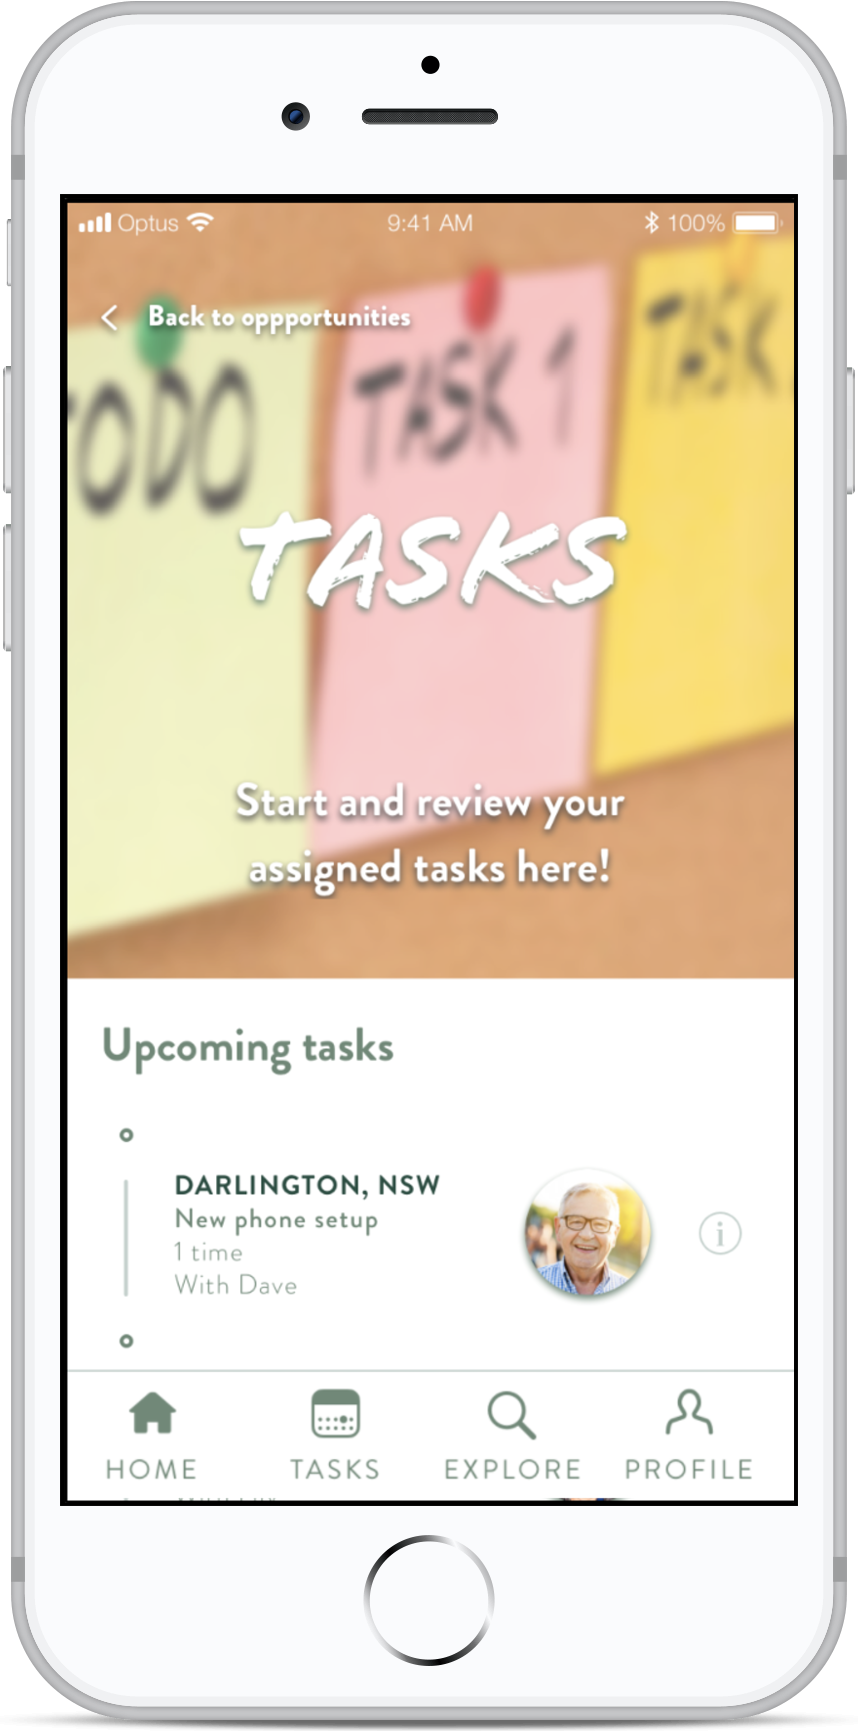 Optus 9:41 AM 100%
Back to oppportunities
TODO
TASK 1
TASK
TASKS
Start and review your
assigned tasks here!
Upcoming tasks
DARLINGTON, NSW
New phone setup
1 time
With Dave
HOME TASKS EXPLORE PROFILE